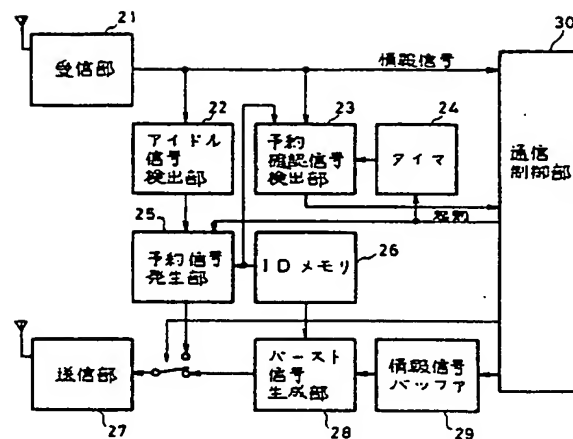 21
受信部
情報信号
30
通信
制御部
22
アイドル
信号
検出部
23
予約
確認信号
検出部
24
タイマ
起動
25
予約信号
発生部
26
IDメモリ
送信部
27
バースト
信号
生成部
28
情報信号
バッファ
29